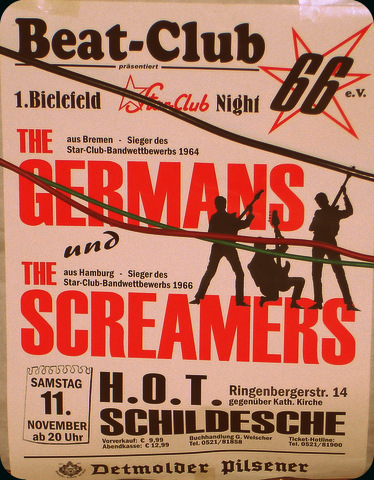 Beat-Club
präsentiert
66 e.V.
1.Bielefeld Star-Club Night
THE
aus Bremen - Sieger des
Star-Club-Bandwettbewerbs 1964
GERMANS
und
THE
aus Hamburg - Sieger des
Star-Club-Bandwettbewerbs 1966
SCREAMERS
SAMSTAG
11.
NOVEMBER
ab 20 Uhr
H.O.T.
Ringenbergerstr. 14
gegenüber Kath. Kirche
SCHILDESCHE
Vorverkauf: € 9,99
Abendkasse: € 12,99
Buchhandlung G. Welscher
Tel. 0521/81858
Ticket-Hotline:
Tel. 0521/81900
Detmolder Pilsener